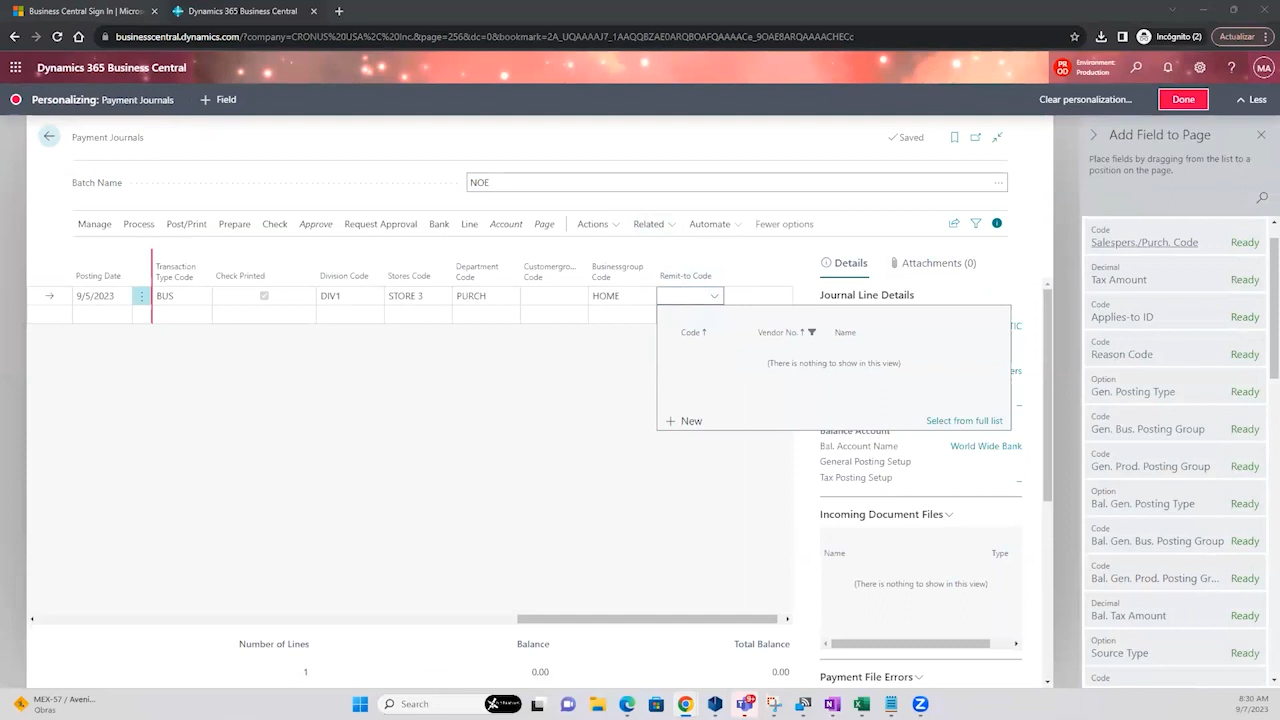 Business Central Sign In | Micro
Dynamics 365 Business Central
businesscentral.dynamics.com/?company=CRONUS%20USA%2C%20Inc.&page=256&dc=0&bookmark=2A_UQAAAAJ7_1AAQQBZAE0ARQBOAFQAAAACe_9OAE8ARQAAAACHECc
Incógnito (2)
Actualizar
Dynamics 365 Business Central
PR
OD
Environment:
Production
MA
Personalizing: Payment Journals
+ Field
Clear personalization...
Done
Less
Payment Journals
Saved
Add Field to Page
Place fields by dragging from the list to a
position on the page.
Batch Name
NOE
Manage Process Post/Print Prepare Check Approve Request Approval Bank Line Account Page Actions Related Automate Fewer options
Posting Date
Transaction
Type Code
Check Printed
Division Code
Stores Code
Department
Code
Customergro...
Code
Businessgroup
Code
Remit-to Code
9/5/2023
BUS
DIV1
STORE 3
PURCH
HOME
Code ↑
Vendor No. ↑
Name
(There is nothing to show in this view)
+ New
Select from full list
Details
Attachments (0)
Journal Line Details
TIC
ers
Balance Account
Bal. Account Name
World Wide Bank
General Posting Setup
Tax Posting Setup
Incoming Document Files
Name
Type
(There is nothing to show in this view)
Payment File Errors
Number of Lines
Balance
Total Balance
1
0.00
0.00
Code
Salespers./Purch. Code Ready
Decimal
Tax Amount Ready
Code
Applies-to ID Ready
Code
Reason Code Ready
Option
Gen. Posting Type Ready
Code
Gen. Bus. Posting Group Ready
Code
Gen. Prod. Posting Group Ready
Option
Bal. Gen. Posting Type Ready
Code
Bal. Gen. Bus. Posting Group Ready
Code
Bal. Gen. Prod. Posting Gr... Ready
Decimal
Bal. Tax Amount Ready
Option
Source Type Ready
Code
MEX-57 / Aveni...
Obras
Search
9+
8:30 AM
9/7/2023